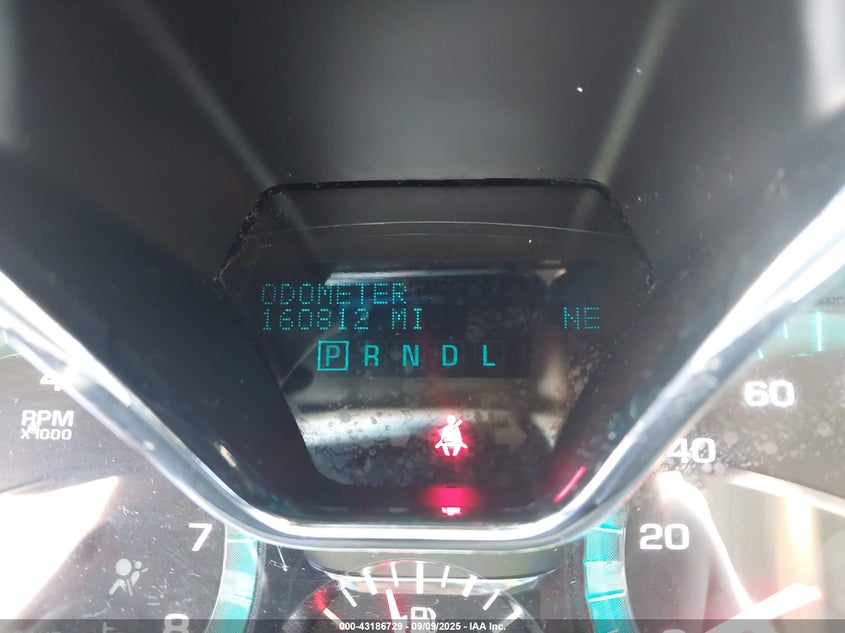 ODOMETER
160812 MI NE
P R N D L
4
RPM
X1000
7
8
60
40
20
000-43186729 - 09/09/2025 - IAA Inc.